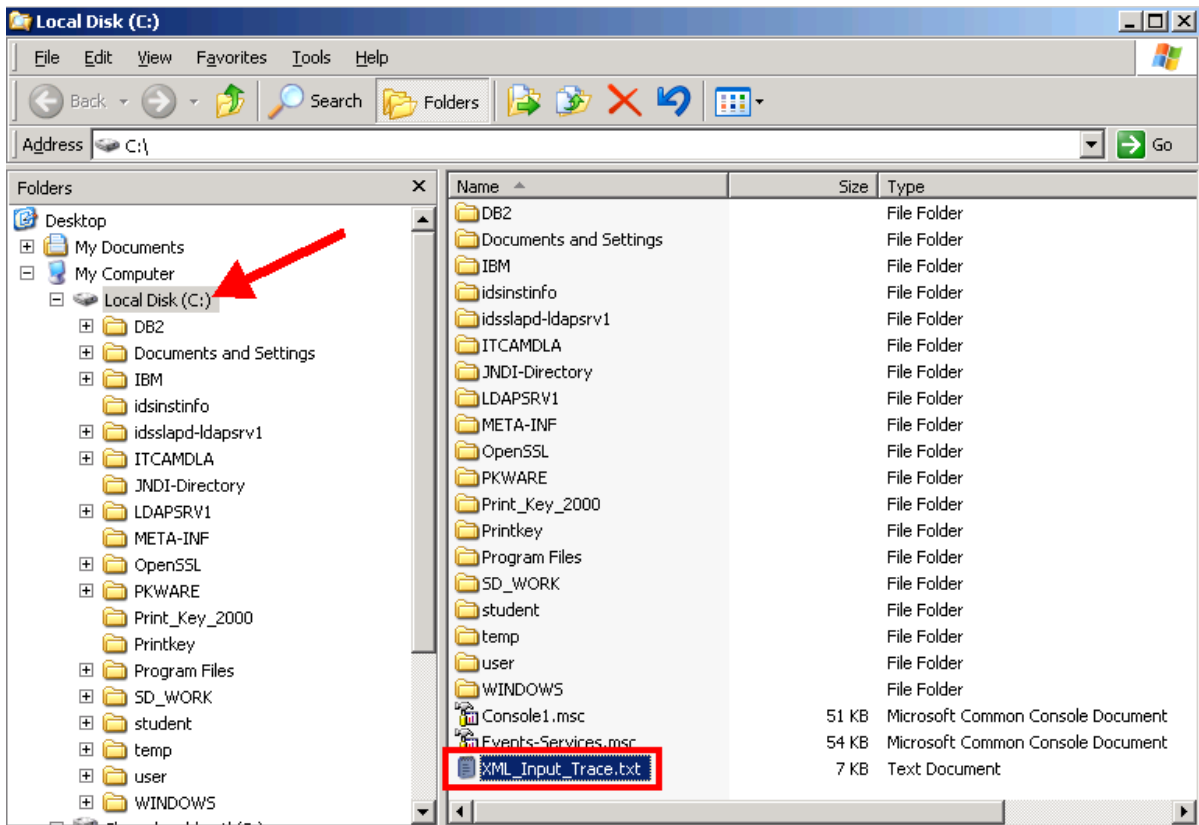 Local Disk (C:)
File Edit View Favorites Tools Help
Back Search Folders
Address C:\ Go
Folders
Desktop
My Documents
My Computer
Local Disk (C:)
DB2
Documents and Settings
IBM
idsinstinfo
idsslapd-ldapsrv1
ITCAMDLA
JNDI-Directory
LDAPSRV1
META-INF
OpenSSL
PKWARE
Print_Key_2000
Printkey
Program Files
SD_WORK
student
temp
user
WINDOWS
Name Size Type
DB2 File Folder
Documents and Settings File Folder
IBM File Folder
idsinstinfo File Folder
idsslapd-ldapsrv1 File Folder
ITCAMDLA File Folder
JNDI-Directory File Folder
LDAPSRV1 File Folder
META-INF File Folder
OpenSSL File Folder
PKWARE File Folder
Print_Key_2000 File Folder
Printkey File Folder
Program Files File Folder
SD_WORK File Folder
student File Folder
temp File Folder
user File Folder
WINDOWS File Folder
Console1.msc 51 KB Microsoft Common Console Document
Events-Services.msc 54 KB Microsoft Common Console Document
XML_Input_Trace.txt 7 KB Text Document